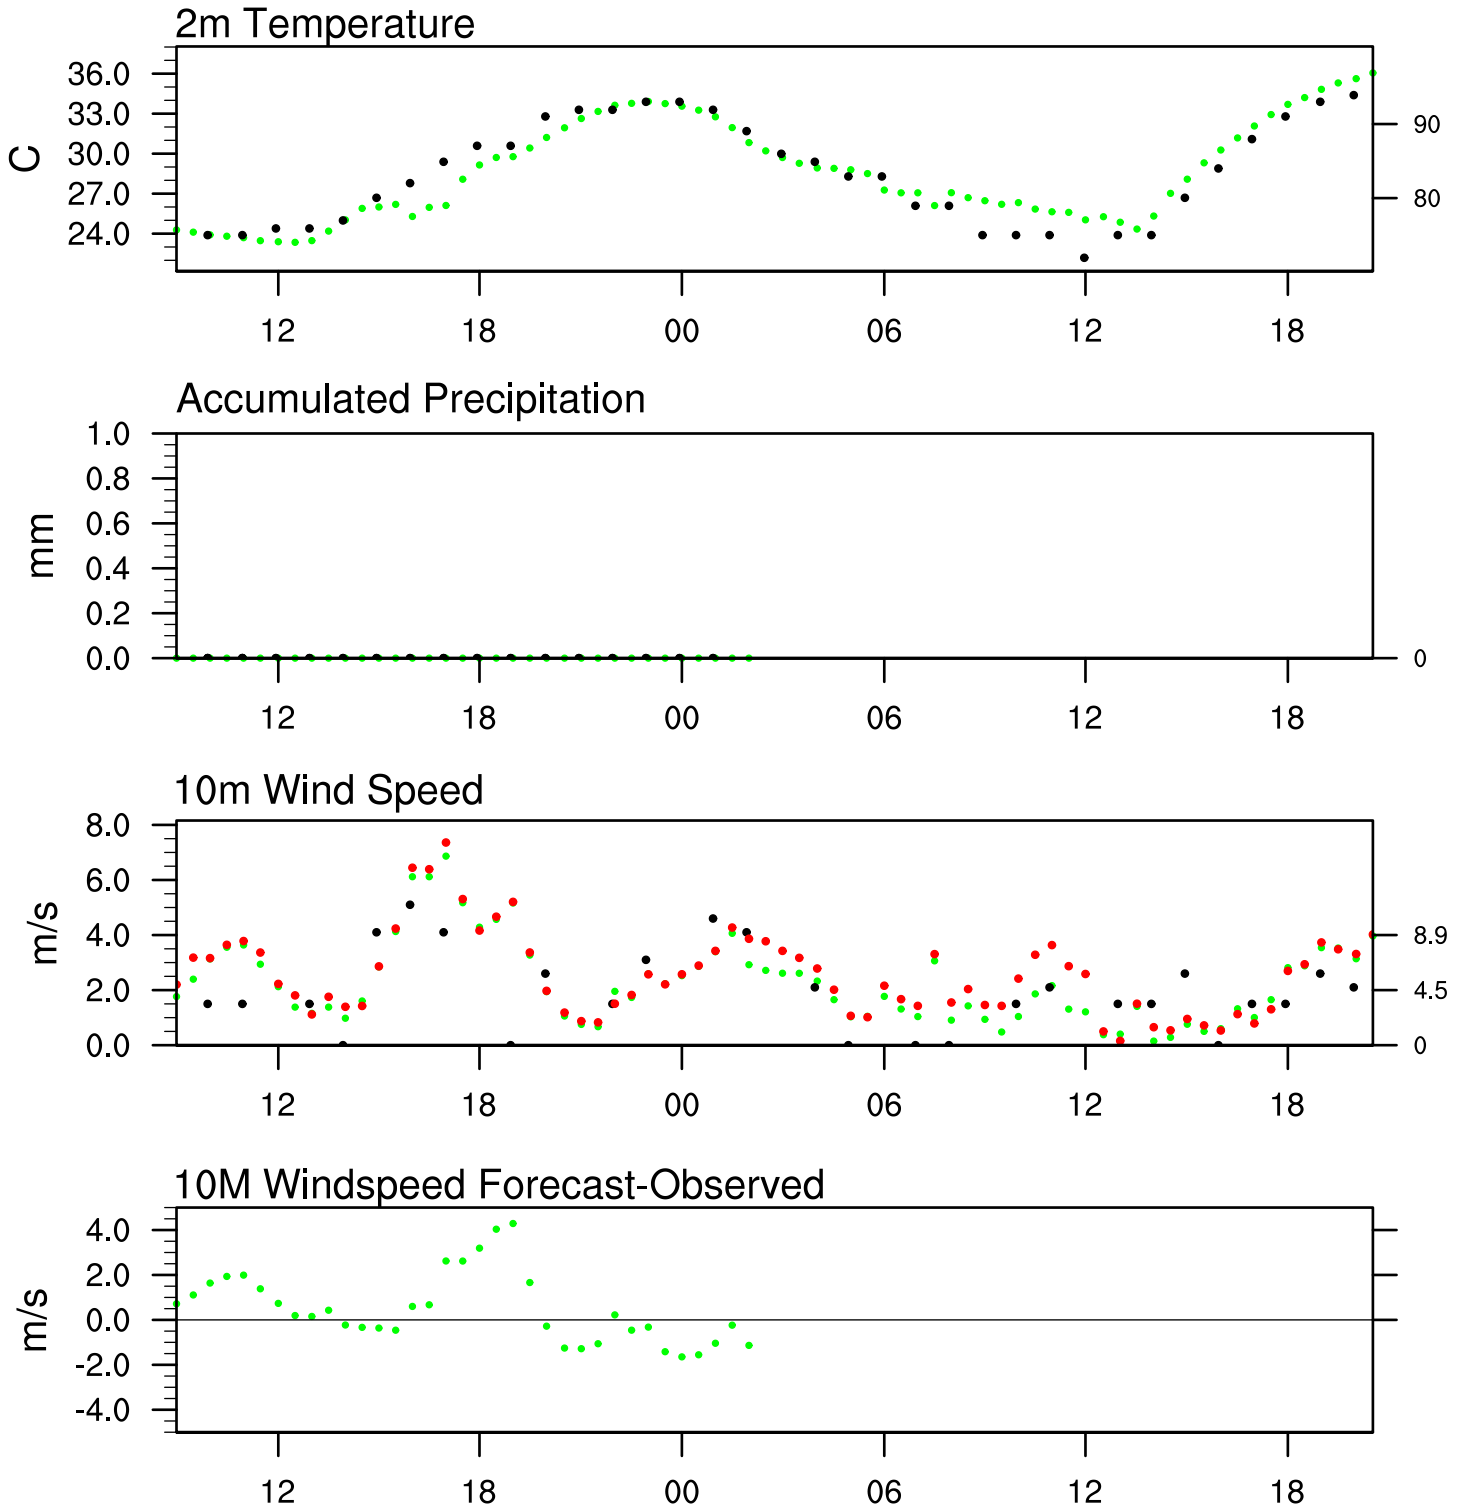 2m Temperature
36.0
33.0
90
30.0
C
27.0
80
24.0
12 18 00 06 12 18
Accumulated Precipitation
1.0
0.8
0.6
mm
0.4
0.2
0.0 0
12 18 00 06 12 18
10m Wind Speed
8.0
6.0
m/s
4.0 8.9
2.0 4.5
0.0 0
12 18 00 06 12 18
10M Windspeed Forecast-Observed
4.0
2.0
m/s
0.0
-2.0
-4.0
12 18 00 06 12 18